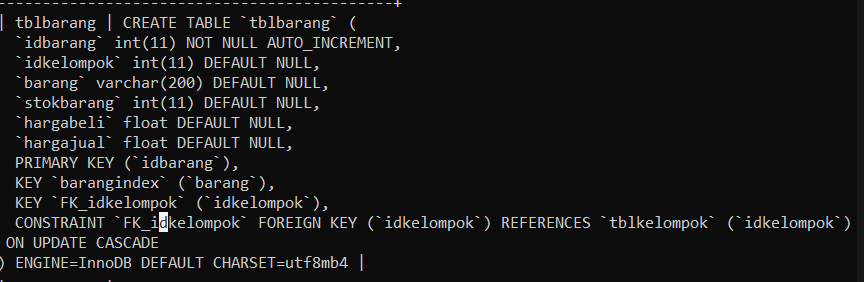 ---------------------------------------------+
| tblbarang | CREATE TABLE `tblbarang` (
  `idbarang` int(11) NOT NULL AUTO_INCREMENT,
  `idkelompok` int(11) DEFAULT NULL,
  `barang` varchar(200) DEFAULT NULL,
  `stokbarang` int(11) DEFAULT NULL,
  `hargabeli` float DEFAULT NULL,
  `hargajual` float DEFAULT NULL,
  PRIMARY KEY (`idbarang`),
  KEY `barangindex` (`barang`),
  KEY `FK_idkelompok` (`idkelompok`),
  CONSTRAINT `FK_idkelompok` FOREIGN KEY (`idkelompok`) REFERENCES `tblkelompok` (`idkelompok`)
 ON UPDATE CASCADE
) ENGINE=InnoDB DEFAULT CHARSET=utf8mb4 |